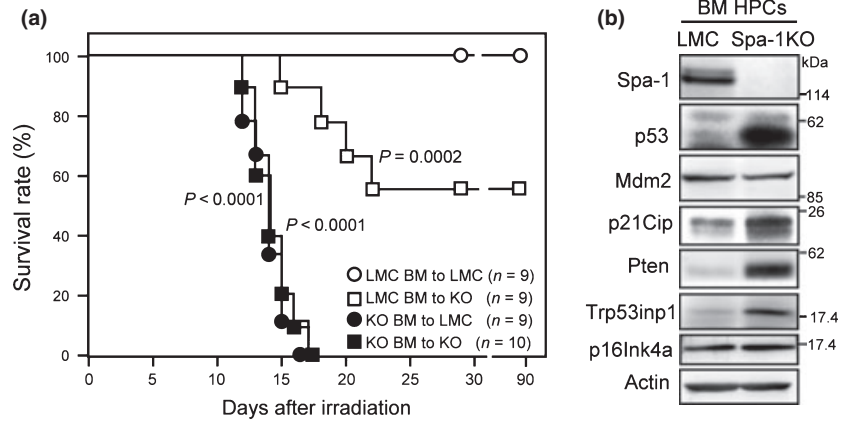 (a)
Survival rate (%)
100
80
60
40
20
0
P = 0.0002
P < 0.0001
P < 0.0001
LMC BM to LMC (n = 9)
LMC BM to KO (n = 9)
KO BM to LMC (n = 9)
KO BM to KO (n = 10)
0 5 10 15 20 25 30 90
Days after irradiation
(b)
BM HPCs
LMC Spa-1KO
kDa
Spa-1
114
p53
62
Mdm2
85
p21Cip
26
Pten
62
Trp53inp1
17.4
p16Ink4a
17.4
Actin